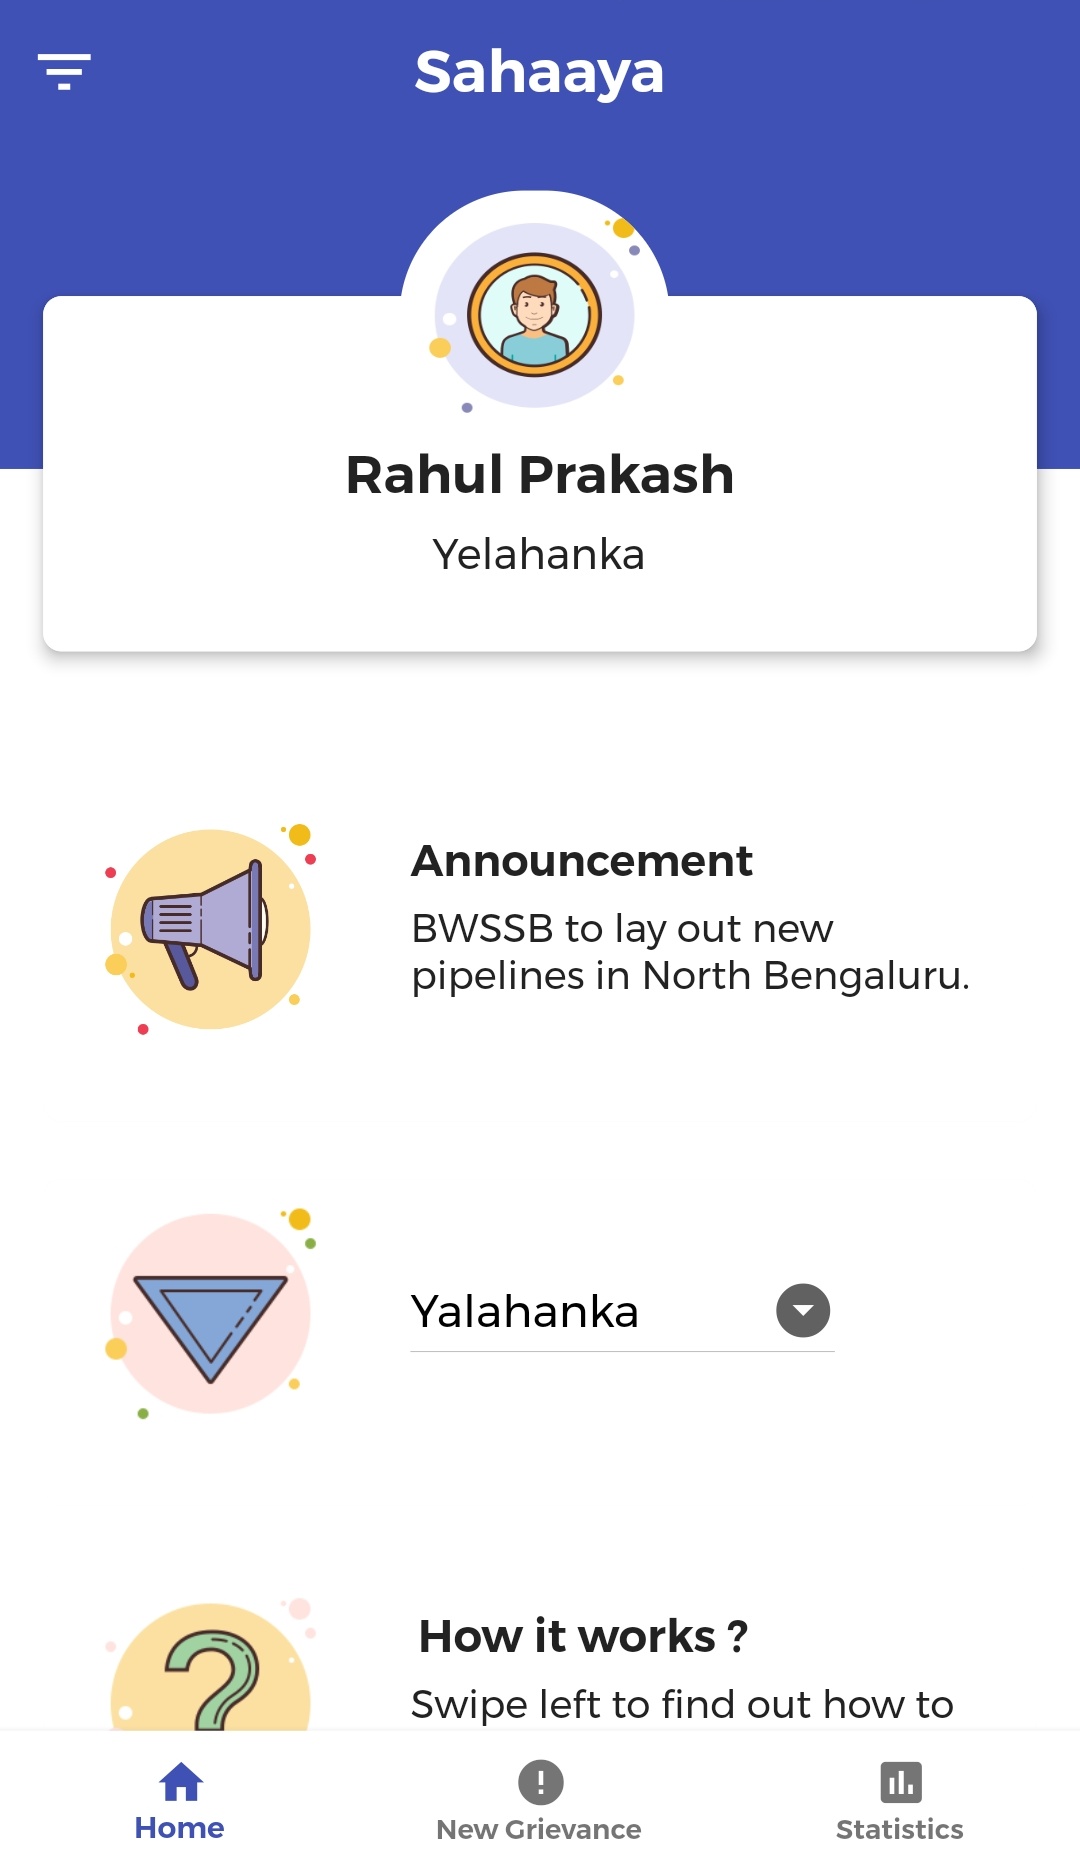 Sahaaya
Rahul Prakash
Yelahanka
Announcement
BWSSB to lay out new
pipelines in North Bengaluru.
Yalahanka
How it works ?
Swipe left to find out how to
Home
New Grievance
Statistics